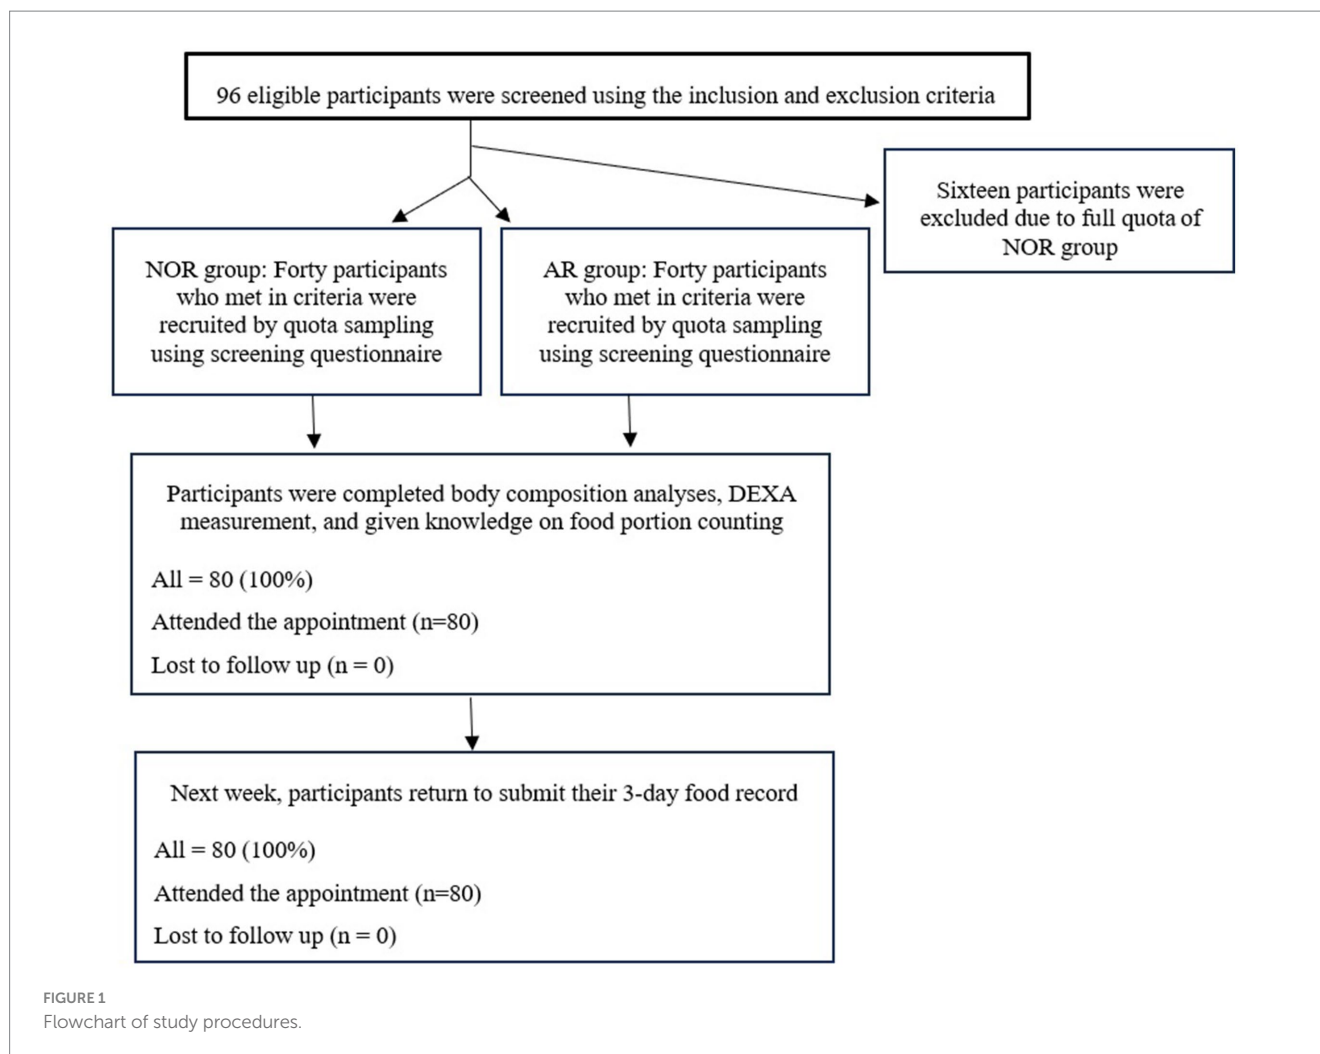 96 eligible participants were screened using the inclusion and exclusion criteria
Sixteen participants were
excluded due to full quota of
NOR group
NOR group: Forty participants
who met in criteria were
recruited by quota sampling
using screening questionnaire
AR group: Forty participants
who met in criteria were
recruited by quota sampling
using screening questionnaire
Participants were completed body composition analyses, DEXA
measurement, and given knowledge on food portion counting
All = 80 (100%)
Attended the appointment (n=80)
Lost to follow up (n = 0)
Next week, participants return to submit their 3-day food record
All = 80 (100%)
Attended the appointment (n=80)
Lost to follow up (n = 0)
FIGURE 1
Flowchart of study procedures.